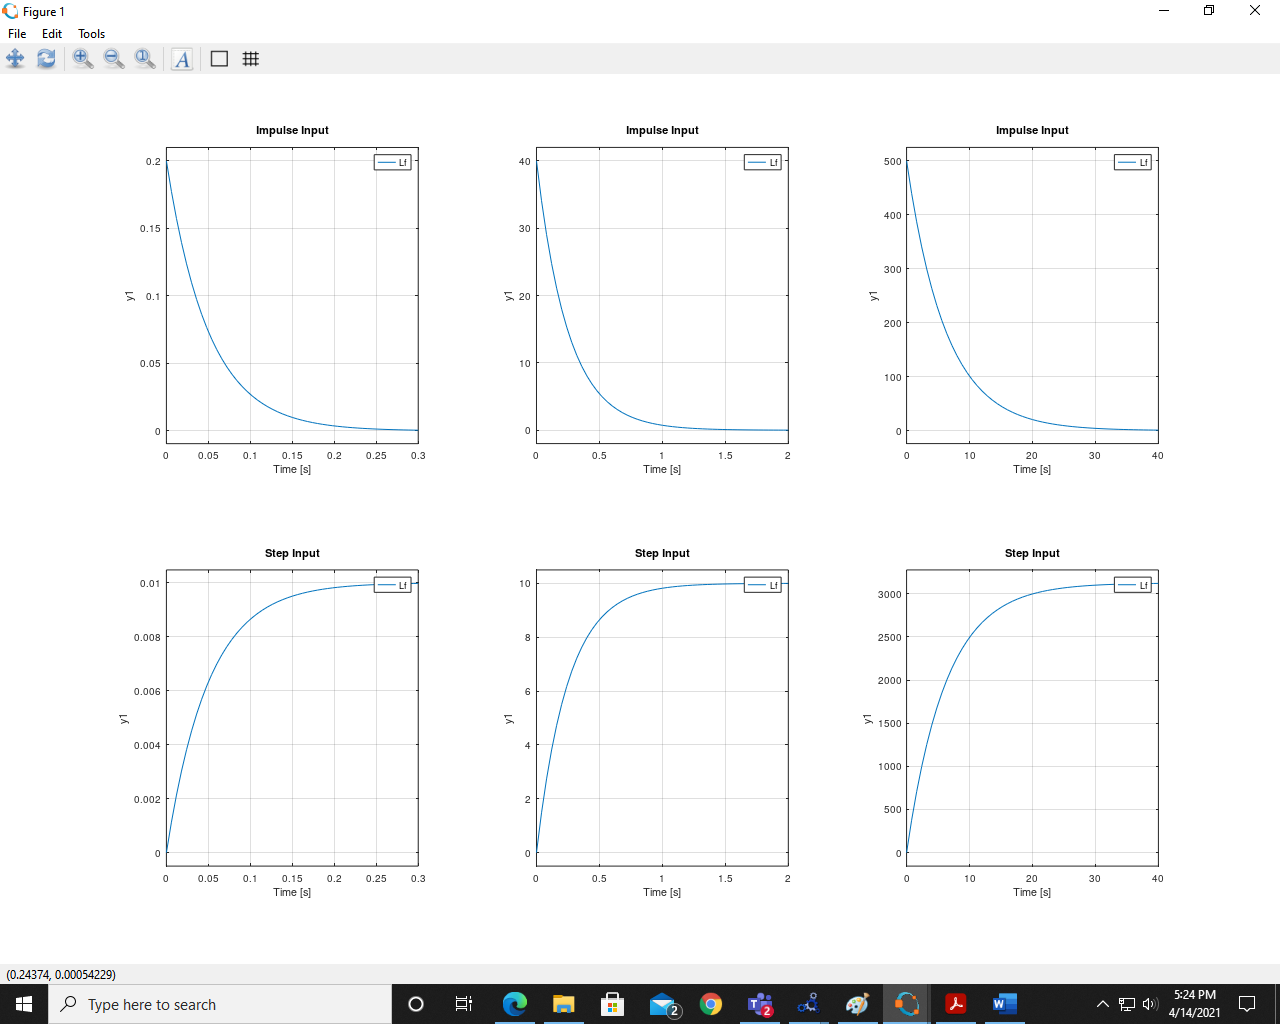 Figure 1
File Edit Tools
A
Impulse Input
Lf
0.2
0.15
0.1
0.05
0
y1
0 0.05 0.1 0.15 0.2 0.25 0.3
Time [s]
Impulse Input
Lf
40
30
20
10
0
y1
0 0.5 1 1.5 2
Time [s]
Impulse Input
Lf
500
400
300
200
100
0
y1
0 10 20 30 40
Time [s]
Step Input
Lf
0.01
0.008
0.006
0.004
0.002
0
y1
0 0.05 0.1 0.15 0.2 0.25 0.3
Time [s]
Step Input
Lf
10
8
6
4
2
0
y1
0 0.5 1 1.5 2
Time [s]
Step Input
Lf
3000
2500
2000
1500
1000
500
0
y1
0 10 20 30 40
Time [s]
(0.24374, 0.00054229)
Type here to search
2
2
5:24 PM
4/14/2021